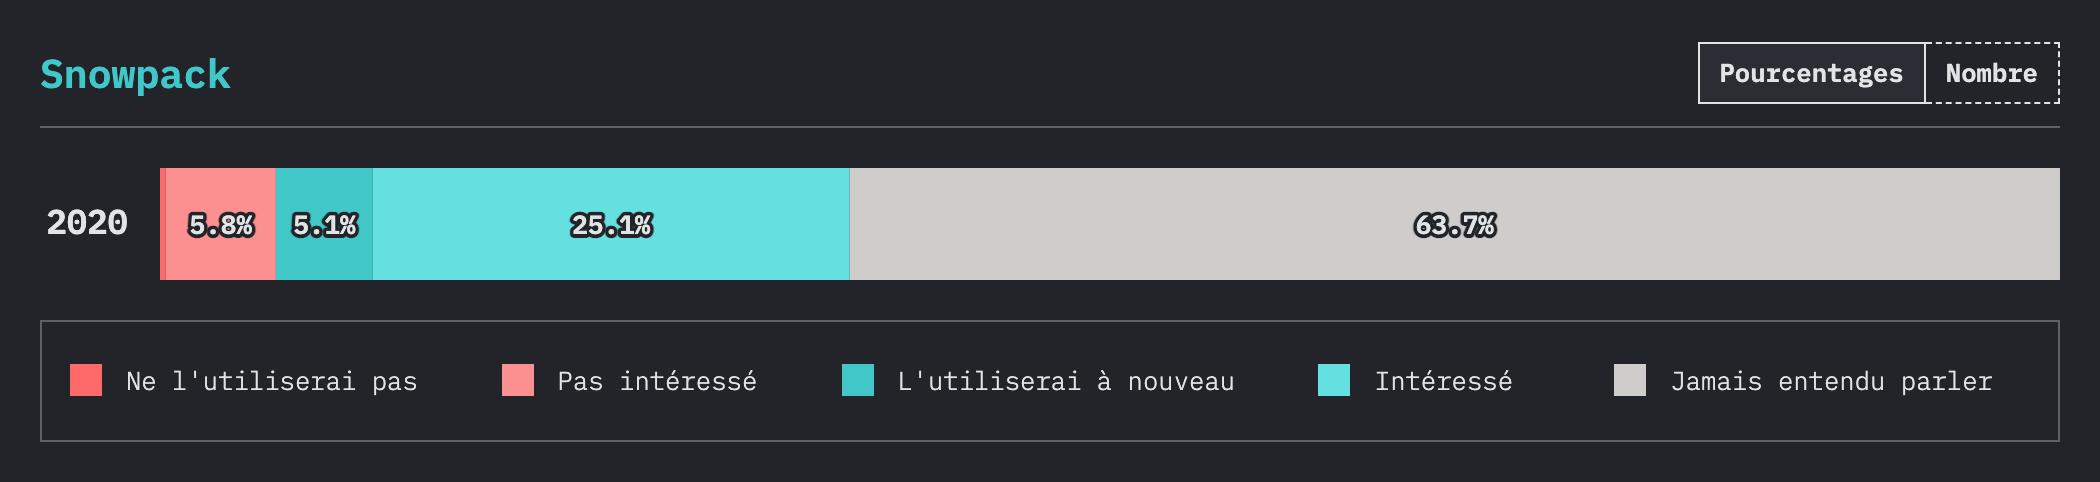 Snowpack
Pourcentages Nombre
2020 5.8% 5.1% 25.1% 63.7%
Ne l'utiliserai pas Pas intéressé L'utiliserai à nouveau Intéressé Jamais entendu parler